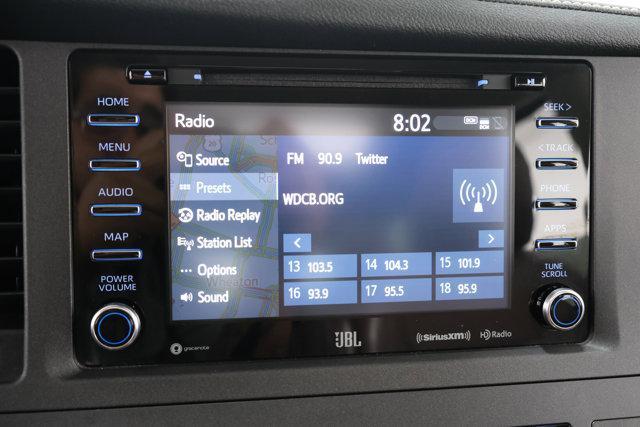 HOME
MENU
AUDIO
MAP
POWER
VOLUME
Radio 8:02 DCM
Source
Presets
Radio Replay
Station List
Options
Sound
Wheaton
FM 90.9 Twitter
WDCB.ORG
< >
13 103.5 14 104.3 15 101.9
16 93.9 17 95.5 18 95.9
SEEK >
< TRACK
PHONE
APPS
TUNE
SCROLL
gracenote JBL SiriusXM HD Radio